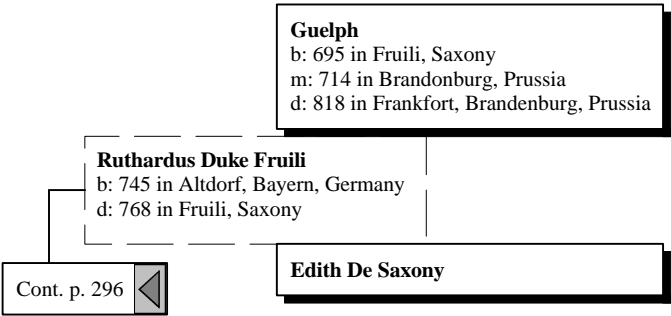 Guelph
b: 695 in Fruili, Saxony
m: 714 in Brandonburg, Prussia
d: 818 in Frankfort, Brandenburg, Prussia
Ruthardus Duke Fruili
b: 745 in Altdorf, Bayern, Germany
d: 768 in Fruili, Saxony
Edith De Saxony
Cont. p. 296